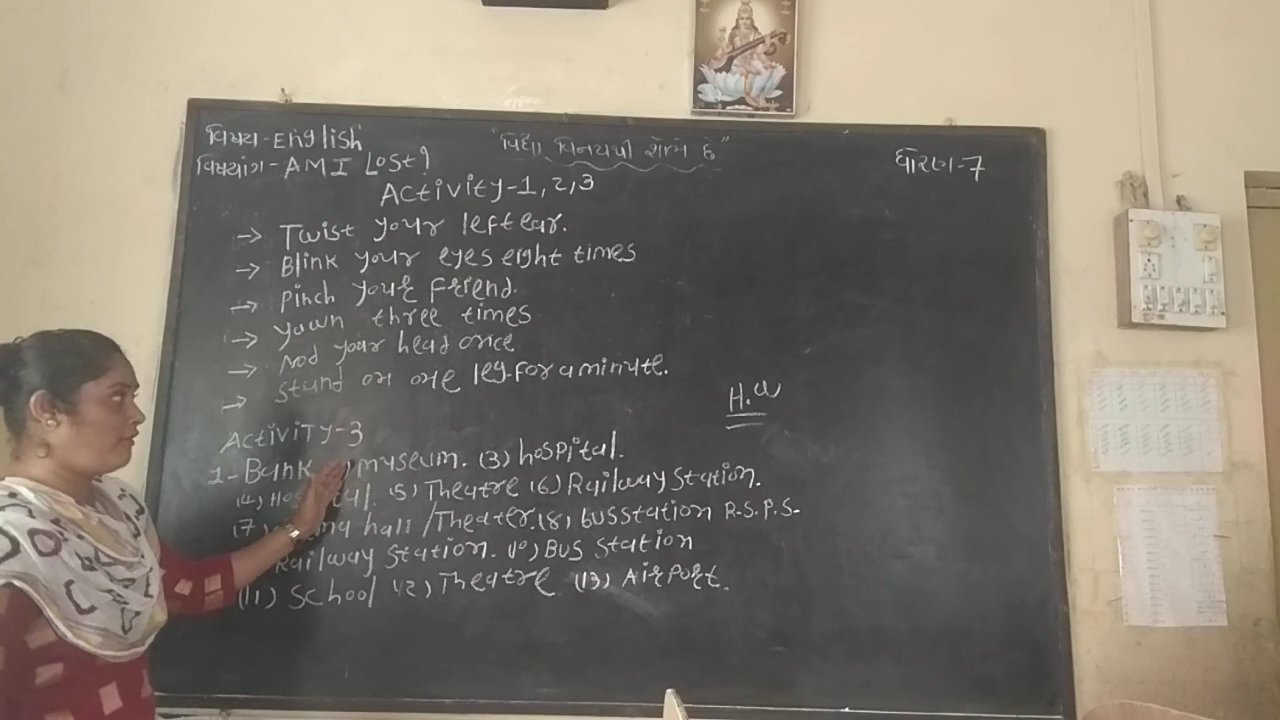 વિષય-English
"વિદ્યા વિનયથી શોભે છે"
ધોરણ-7
વિષયાંગ-AMI Lost?
Activity-1,2,3
→ Twist your left ear.
→ Blink your eyes eight times
→ Pinch your friend.
→ yawn three times
→ Nod your head once
→ Stand on one leg for a minute.
H.W
Activity-3
1-Bank museum. (3) hospital.
(4) 5) Theatre (6) Railway Station.
(7) hall/Theater. (8) bus station R.S.P.S.
Railway Station. 10) Bus Station
(11) School 12) Theatre (13) Airport.